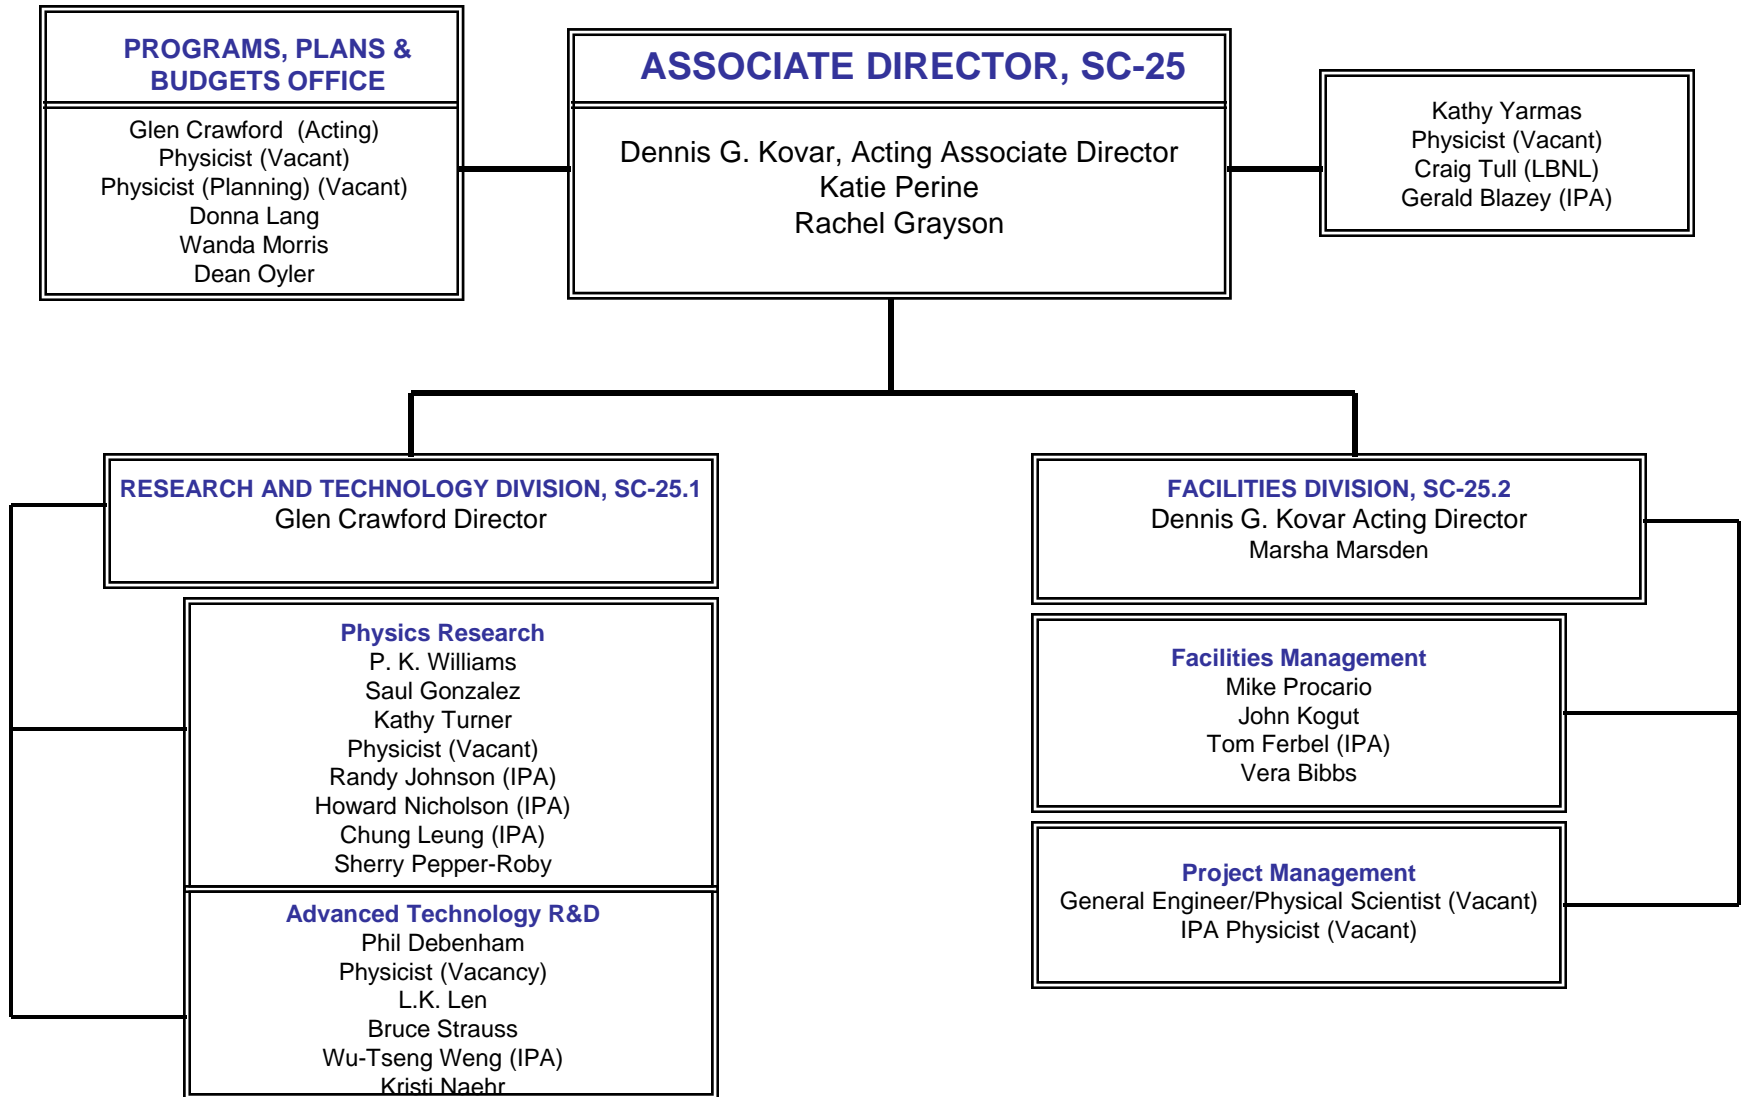 PROGRAMS, PLANS &
BUDGETS OFFICE
Glen Crawford (Acting)
Physicist (Vacant)
Physicist (Planning) (Vacant)
Donna Lang
Wanda Morris
Dean Oyler
ASSOCIATE DIRECTOR, SC-25
Dennis G. Kovar, Acting Associate Director
Katie Perine
Rachel Grayson
Kathy Yarmas
Physicist (Vacant)
Craig Tull (LBNL)
Gerald Blazey (IPA)
RESEARCH AND TECHNOLOGY DIVISION, SC-25.1
Glen Crawford Director
Physics Research
P. K. Williams
Saul Gonzalez
Kathy Turner
Physicist (Vacant)
Randy Johnson (IPA)
Howard Nicholson (IPA)
Chung Leung (IPA)
Sherry Pepper-Roby
Advanced Technology R&D
Phil Debenham
Physicist (Vacancy)
L.K. Len
Bruce Strauss
Wu-Tseng Weng (IPA)
Kristi Naehr
FACILITIES DIVISION, SC-25.2
Dennis G. Kovar Acting Director
Marsha Marsden
Facilities Management
Mike Procario
John Kogut
Tom Ferbel (IPA)
Vera Bibbs
Project Management
General Engineer/Physical Scientist (Vacant)
IPA Physicist (Vacant)